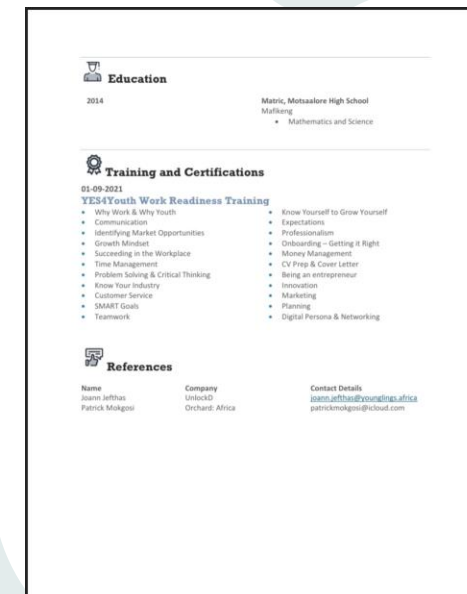 Education
2014
Matric, Motsaalore High School
Mafikeng
• Mathematics and Science
Training and Certifications
01-09-2021
YES4Youth Work Readiness Training
• Why Work & Why Youth
• Communication
• Identifying Market Opportunities
• Growth Mindset
• Succeeding in the Workplace
• Time Management
• Problem Solving & Critical Thinking
• Know Your Industry
• Customer Service
• SMART Goals
• Teamwork
• Know Yourself to Grow Yourself
• Expectations
• Professionalism
• Onboarding – Getting it Right
• Money Management
• CV Prep & Cover Letter
• Being an entrepreneur
• Innovation
• Marketing
• Planning
• Digital Persona & Networking
References
Name Company Contact Details
Joann Jefthas UnlockD joann.jefthas@younglings.africa
Patrick Mokgosi Orchard: Africa patrickmokgosi@icloud.com